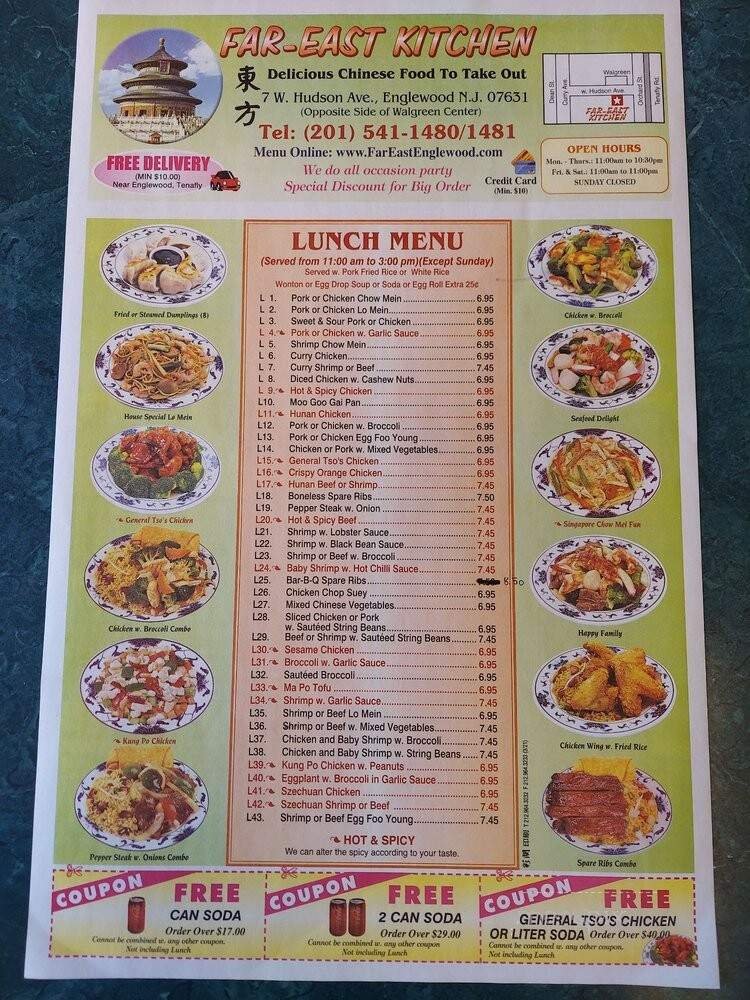 FAR-EAST KITCHEN
東方
Delicious Chinese Food To Take Out
7 W. Hudson Ave., Englewood N.J. 07631
(Opposite Side of Walgreen Center)
Tel: (201) 541-1480/1481
Menu Online: www.FarEastEnglewood.com
We do all occasion party
Special Discount for Big Order
FREE DELIVERY
(MIN $10.00)
Near Englewood, Tenafly
Credit Card
(Min. $10)
Dean St.
Curry Ave.
Walgreen
w. Hudson Ave.
FAR-EAST
KITCHEN
Orchard St.
Tenafly Rd.
OPEN HOURS
Mon. - Thurs.: 11:00am to 10:30pm
Fri. & Sat.: 11:00am to 11:00pm
SUNDAY CLOSED
Fried or Steamed Dumplings (8)
House Special Lo Mein
General Tso's Chicken
Chicken w. Broccoli Combo
Kung Po Chicken
Pepper Steak w. Onions Combo
LUNCH MENU
(Served from 11:00 am to 3:00 pm)(Except Sunday)
Served w. Pork Fried Rice or White Rice
Wonton or Egg Drop Soup or Soda or Egg Roll Extra 25¢
L 1. Pork or Chicken Chow Mein 6.95
L 2. Pork or Chicken Lo Mein 6.95
L 3. Sweet & Sour Pork or Chicken 6.95
L 4. Pork or Chicken w. Garlic Sauce 6.95
L 5. Shrimp Chow Mein 6.95
L 6. Curry Chicken 6.95
L 7. Curry Shrimp or Beef 7.45
L 8. Diced Chicken w. Cashew Nuts 6.95
L 9. Hot & Spicy Chicken 6.95
L10. Moo Goo Gai Pan 6.95
L11. Hunan Chicken 6.95
L12. Pork or Chicken w. Broccoli 6.95
L13. Pork or Chicken Egg Foo Young 6.95
L14. Chicken or Pork w. Mixed Vegetables 6.95
L15. General Tso's Chicken 6.95
L16. Crispy Orange Chicken 6.95
L17. Hunan Beef or Shrimp 7.45
L18. Boneless Spare Ribs 7.50
L19. Pepper Steak w. Onion 7.45
L20. Hot & Spicy Beef 7.45
L21. Shrimp w. Lobster Sauce 7.45
L22. Shrimp w. Black Bean Sauce 7.45
L23. Shrimp or Beef w. Broccoli 7.45
L24. Baby Shrimp w. Hot Chilli Sauce 7.45
L25. Bar-B-Q Spare Ribs 8.50
L26. Chicken Chop Suey 6.95
L27. Mixed Chinese Vegetables 6.95
L28. Sliced Chicken or Pork
w. Sautéed String Beans 6.95
L29. Beef or Shrimp w. Sautéed String Beans 7.45
L30. Sesame Chicken 6.95
L31. Broccoli w. Garlic Sauce 6.95
L32. Sautéed Broccoli 6.95
L33. Ma Po Tofu 6.95
L34. Shrimp w. Garlic Sauce 7.45
L35. Shrimp or Beef Lo Mein 6.95
L36. Shrimp or Beef w. Mixed Vegetables 7.45
L37. Chicken and Baby Shrimp w. Broccoli 7.45
L38. Chicken and Baby Shrimp w. String Beans 7.45
L39. Kung Po Chicken w. Peanuts 6.95
L40. Eggplant w. Broccoli in Garlic Sauce 6.95
L41. Szechuan Chicken 6.95
L42. Szechuan Shrimp or Beef 7.45
L43. Shrimp or Beef Egg Foo Young 7.45
HOT & SPICY
We can alter the spicy according to your taste.
T 212.964.3232 F 212.964.3233 (3/21)
Chicken w. Broccoli
Seafood Delight
Singapore Chow Mei Fun
Happy Family
Chicken Wing w. Fried Rice
Spare Ribs Combo
COUPON
FREE
CAN SODA
Order Over $17.00
Cannot be combined w. any other coupon.
Not including Lunch
COUPON
FREE
2 CAN SODA
Order Over $29.00
Cannot be combined w. any other coupon
Not including Lunch
COUPON
FREE
GENERAL TSO'S CHICKEN
OR LITER SODA Order Over $40.00
Cannot be combined w. any other coupon.
Not including Lunch